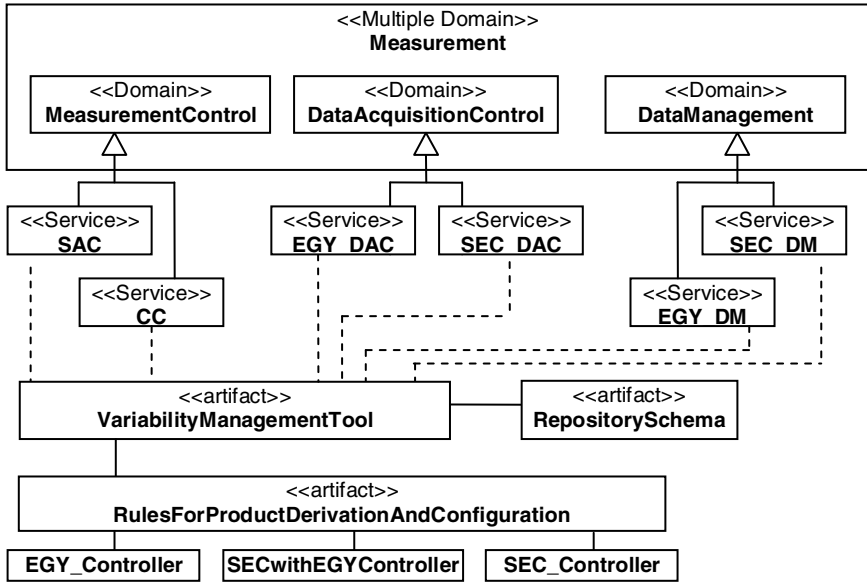 <<Multiple Domain>>
Measurement
<<Domain>>
MeasurementControl
<<Domain>>
DataAcquisitionControl
<<Domain>>
DataManagement
<<Service>>
SAC
<<Service>>
EGY_DAC
<<Service>>
SEC_DAC
<<Service>>
SEC_DM
<<Service>>
CC
<<Service>>
EGY_DM
<<artifact>>
VariabilityManagementTool
<<artifact>>
RepositorySchema
<<artifact>>
RulesForProductDerivationAndConfiguration
EGY_Controller
SECwithEGYController
SEC_Controller